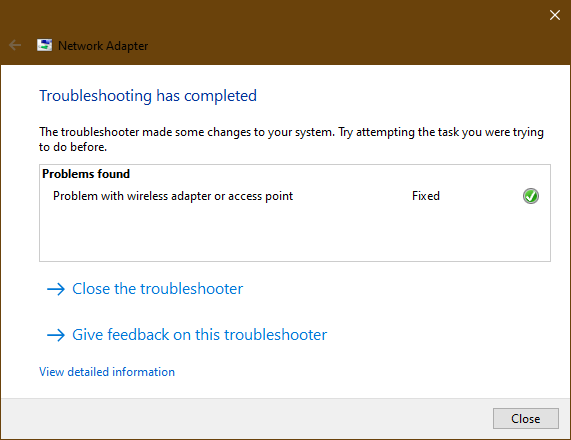 Network Adapter
Troubleshooting has completed
The troubleshooter made some changes to your system. Try attempting the task you were trying
to do before.
Problems found
Problem with wireless adapter or access point Fixed
Close the troubleshooter
Give feedback on this troubleshooter
View detailed information
Close